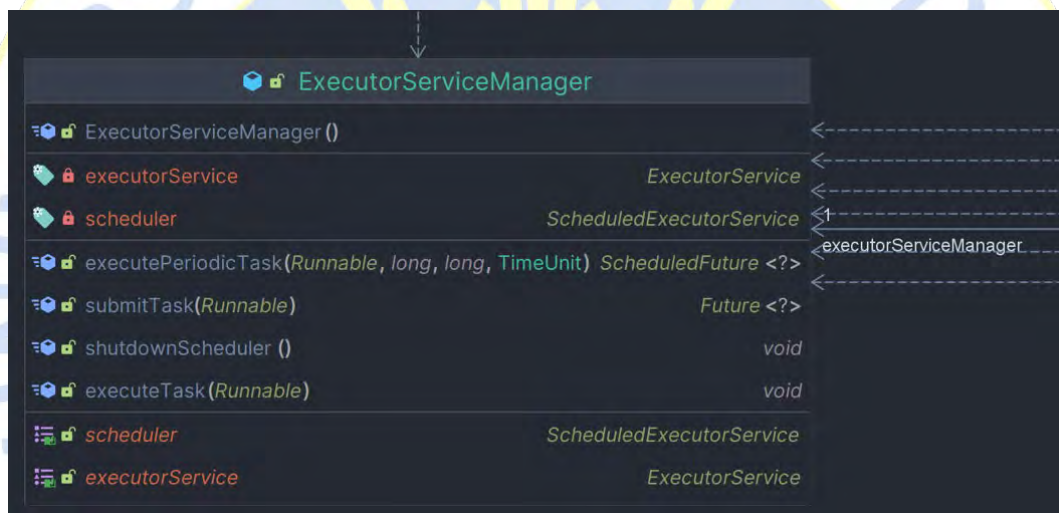 ExecutorServiceManager
ExecutorServiceManager()
executorService ExecutorService
scheduler ScheduledExecutorService
1
executorServiceManager
executePeriodicTask(Runnable, long, long, TimeUnit) ScheduledFuture <?>
submitTask(Runnable) Future <?>
shutdownScheduler () void
executeTask(Runnable) void
scheduler ScheduledExecutorService
executorService ExecutorService